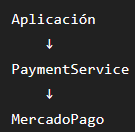 Aplicación
↓
PaymentService
↓
MercadoPago